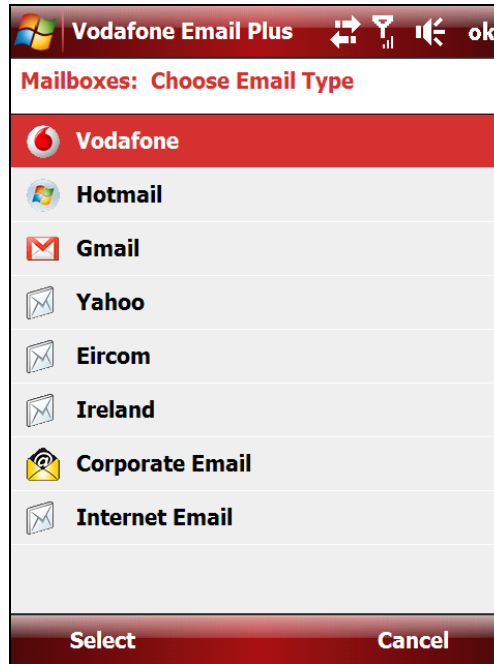 Vodafone Email Plus ok
Mailboxes: Choose Email Type
Vodafone
Hotmail
Gmail
Yahoo
Eircom
Ireland
Corporate Email
Internet Email
Select Cancel